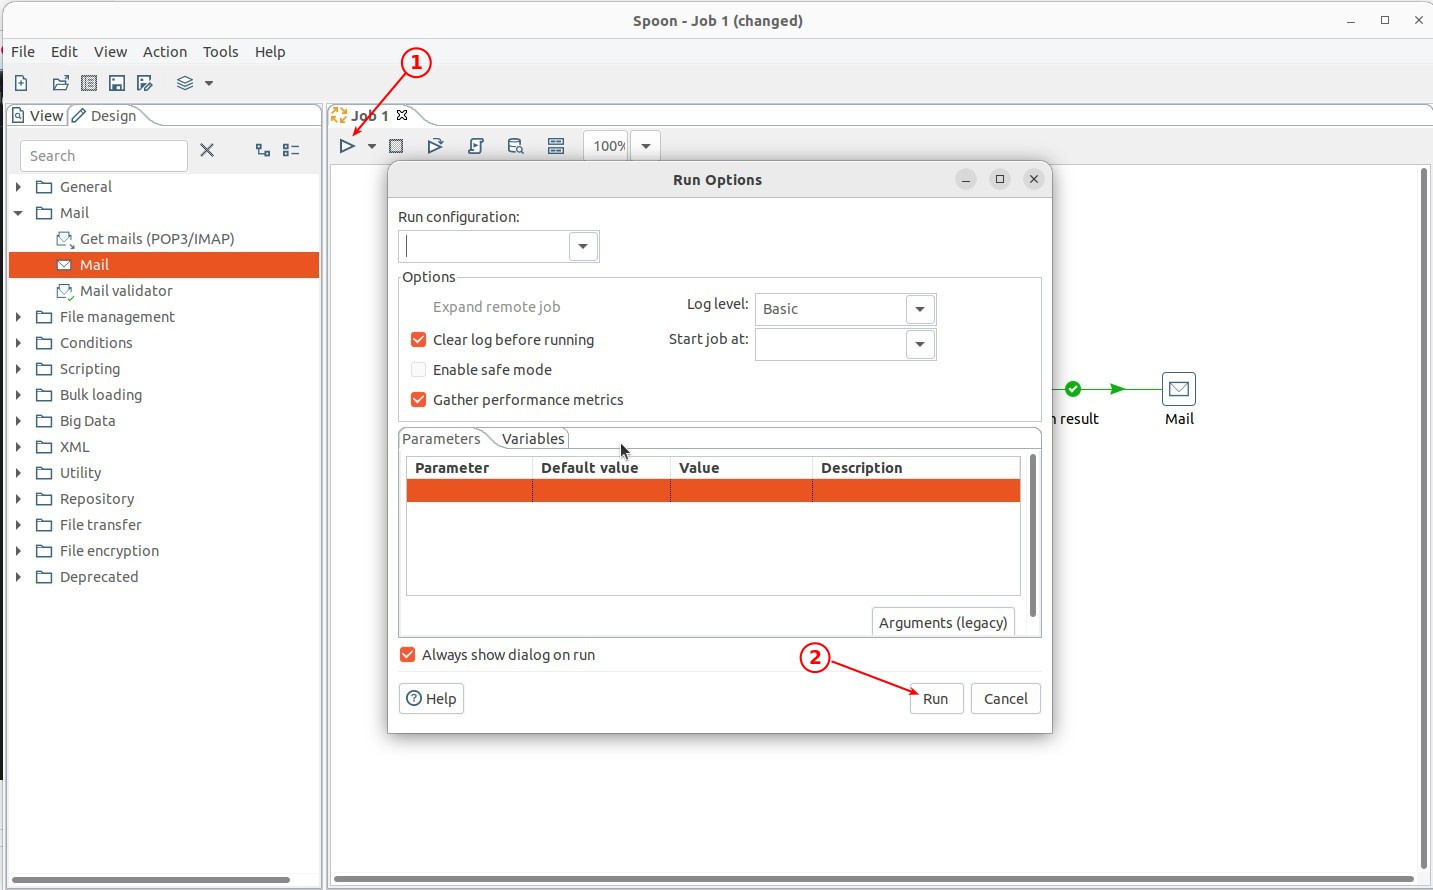 Spoon - Job 1 (changed)
File Edit View Action Tools Help
1
View Design
Job 1
Search
100%
General
Mail
Get mails (POP3/IMAP)
Mail
Mail validator
File management
Conditions
Scripting
Bulk loading
Big Data
XML
Utility
Repository
File transfer
File encryption
Deprecated
Run Options
Run configuration:
Options
Expand remote job
Log level: Basic
Clear log before running
Start job at:
Enable safe mode
Gather performance metrics
Parameters Variables
Parameter Default value Value Description
Arguments (legacy)
Always show dialog on run
2
Help Run Cancel
result
Mail